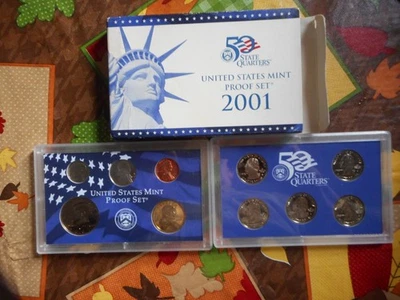 50
STATE
QUARTERS®
UNITED STATES MINT
PROOF SET®
2001
UNITED STATES MINT
PROOF SET®
50
STATE
QUARTERS®